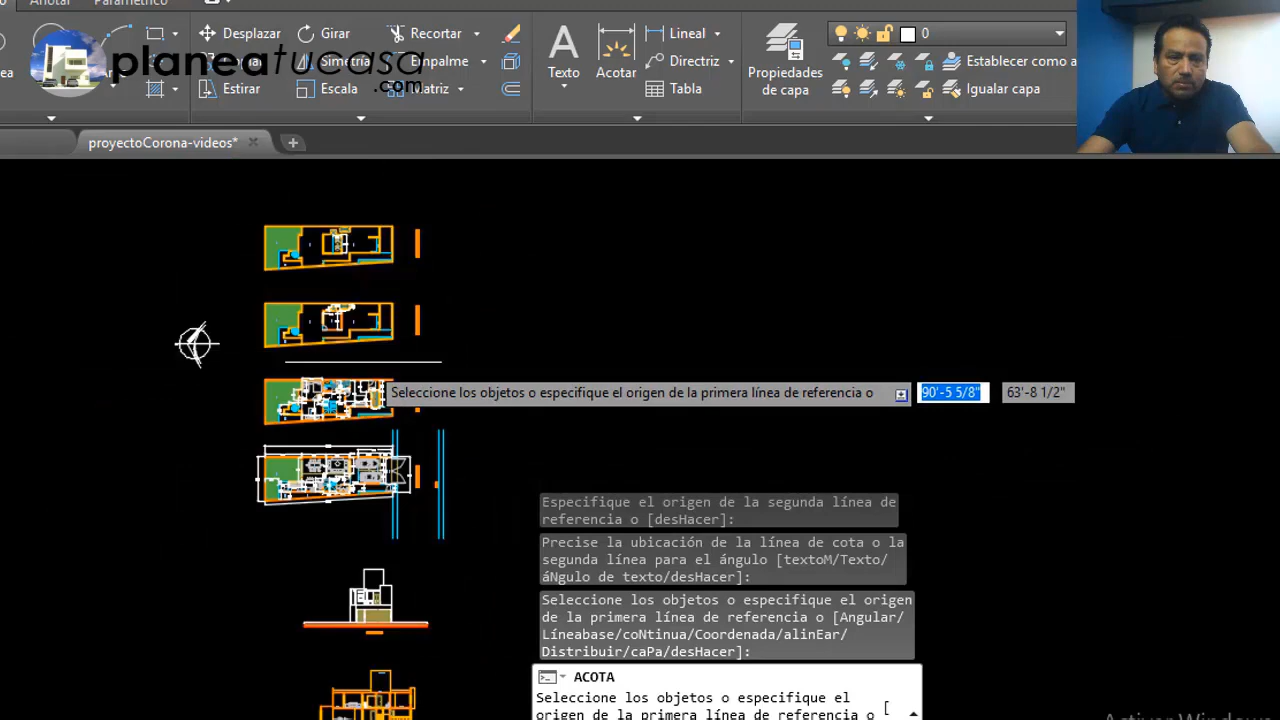 Anotar Paramétrico
Desplazar Girar Recortar
Simetría Empalme
Estirar Escala Matriz
planeatucasa
.com
Texto Acotar
Lineal
Directriz
Tabla
Propiedades
de capa
0
Establecer como a
Igualar capa
proyectoCorona-videos*
Seleccione los objetos o especifique el origen de la primera línea de referencia o 90'-5 5/8" 63'-8 1/2"
Especifique el origen de la segunda línea de
referencia o [desHacer]:
Precise la ubicación de la línea de cota o la
segunda línea para el ángulo [textoM/Texto/
áNgulo de texto/desHacer]:
Seleccione los objetos o especifique el origen
de la primera línea de referencia o [Angular/
Líneabase/coNtinua/Coordenada/alinEar/
Distribuir/caPa/desHacer]:
ACOTA
Seleccione los objetos o especifique el
origen de la primera línea de referencia o [